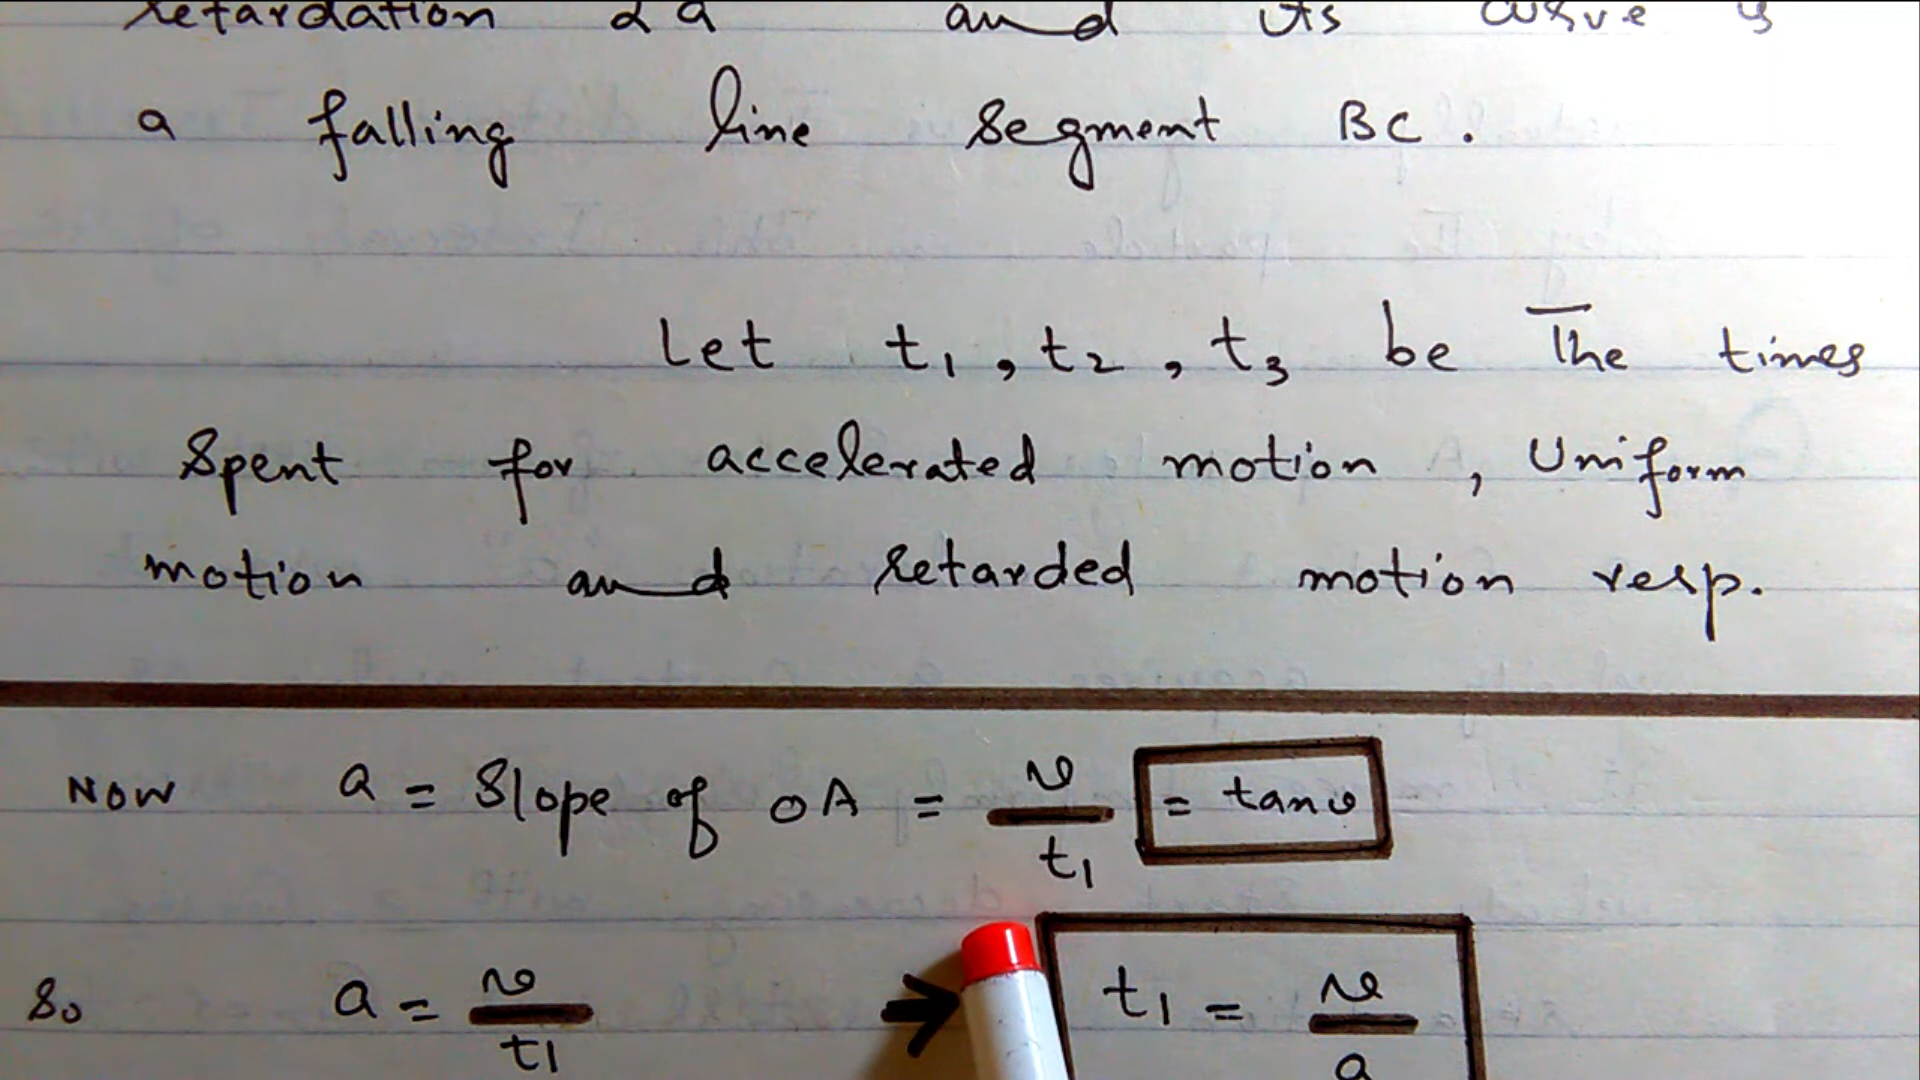 retardation 2a and its curve is
a falling line segment BC.
Let t₁, t₂, t₃ be The times
Spent for accelerated motion, Uniform
motion and retarded motion resp.
NOW a = Slope of OA = v/t₁ = tanθ
So a = v/t₁ → t₁ = v/a